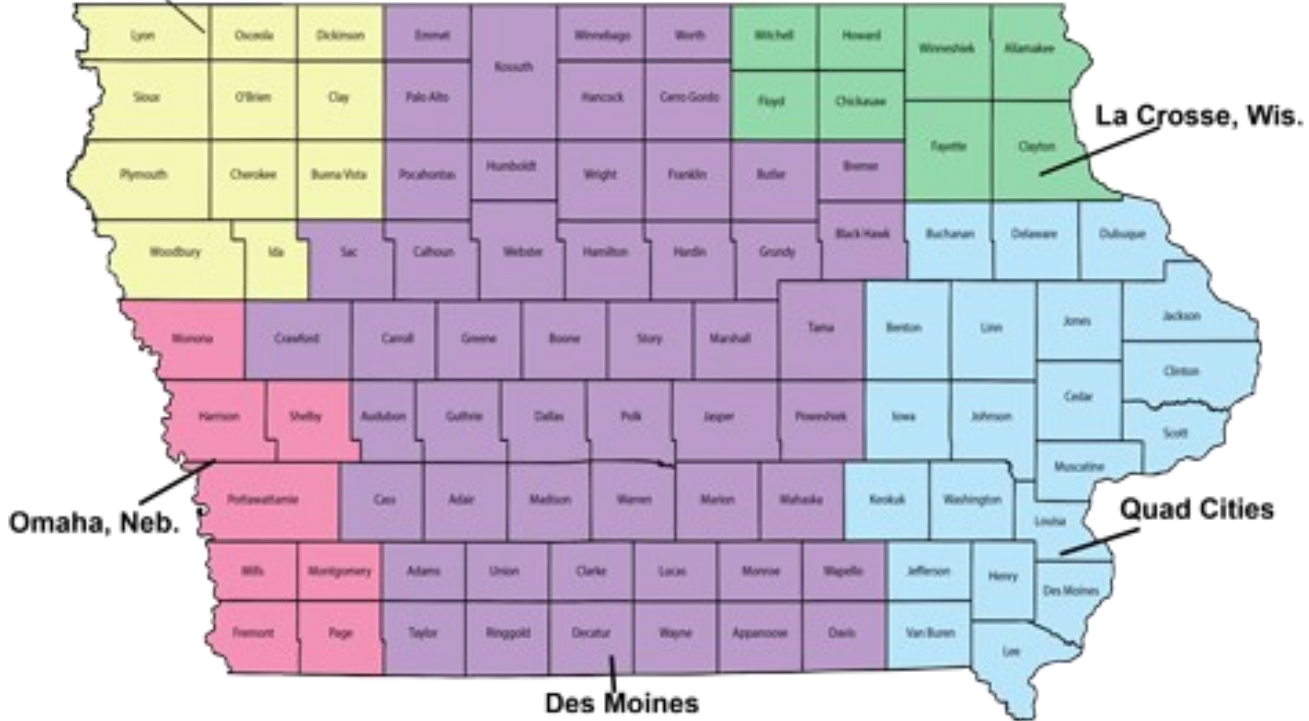 Lyon Osceola Dickinson Emmet Winnebago Worth Mitchell Howard
Kossuth Winneshiek Allamakee
Sioux O'Brien Clay Palo Alto Hancock Cerro Gordo Floyd Chickasaw
La Crosse, Wis.
Plymouth Cherokee Buena Vista Pocahontas Humboldt Wright Franklin Butler Bremer Fayette Clayton
Woodbury Ida Sac Calhoun Webster Hamilton Hardin Grundy Black Hawk Buchanan Delaware Dubuque
Monona Crawford Carroll Greene Boone Story Marshall Tama Benton Linn Jones Jackson
Clinton
Harrison Shelby Audubon Guthrie Dallas Polk Jasper Poweshiek Iowa Johnson Cedar Scott
Muscatine
Pottawattamie Cass Adair Madison Warren Marion Mahaska Keokuk Washington Louisa
Omaha, Neb.
Quad Cities
Mills Montgomery Adams Union Clarke Lucas Monroe Wapello Jefferson Henry Des Moines
Fremont Page Taylor Ringgold Decatur Wayne Appanoose Davis Van Buren Lee
Des Moines